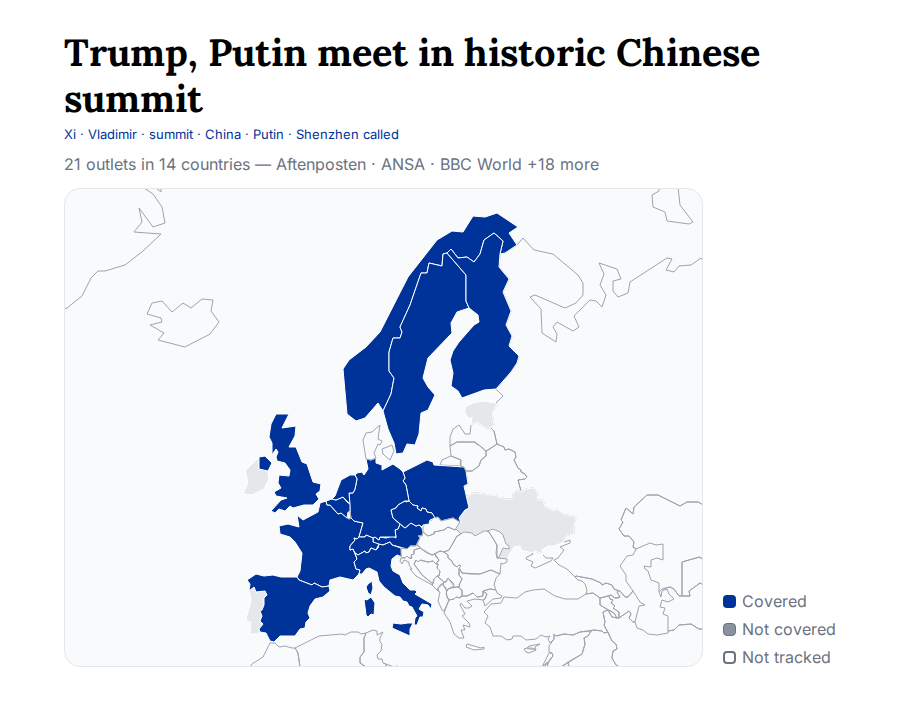 Trump, Putin meet in historic Chinese
summit
Xi · Vladimir · summit · China · Putin · Shenzhen called
21 outlets in 14 countries — Aftenposten · ANSA · BBC World +18 more
Covered
Not covered
Not tracked